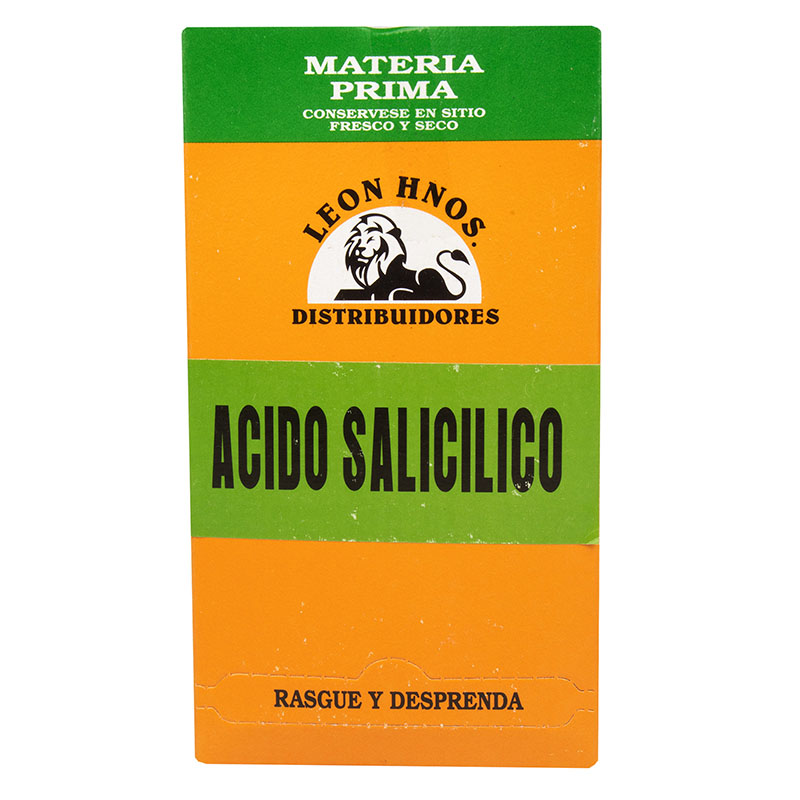 MATERIA
PRIMA
CONSERVESE EN SITIO
FRESCO Y SECO
LEON HNOS.
DISTRIBUIDORES
ACIDO SALICILICO
RASGUE Y DESPRENDA